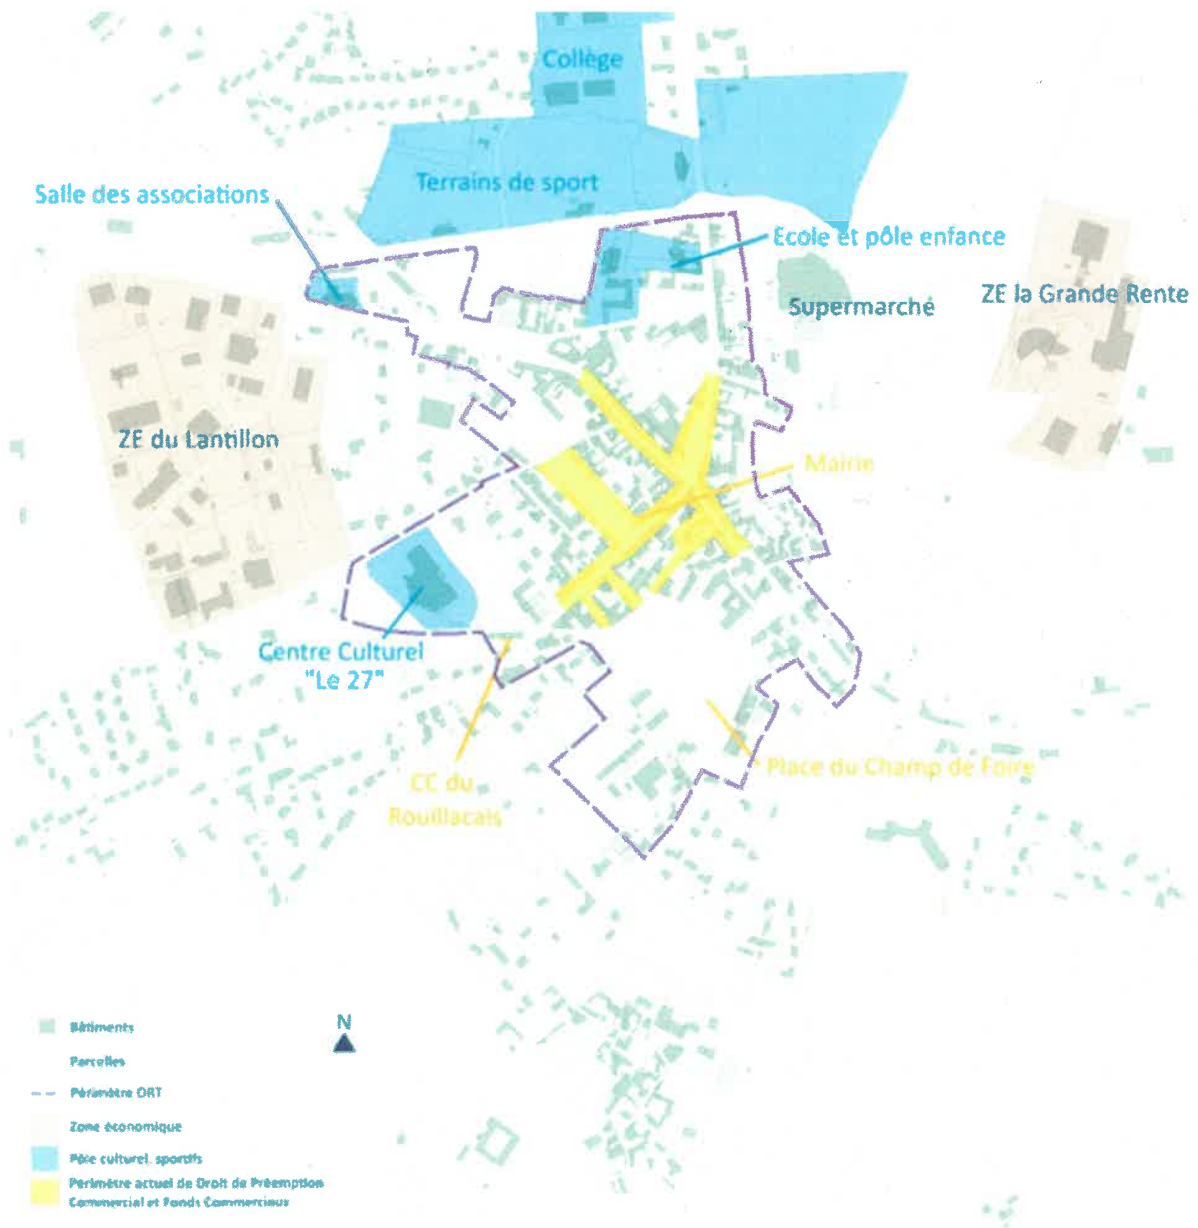 Collège
Terrains de sport
Salle des associations
Ecole et pôle enfance
Supermarché
ZE la Grande Rente
ZE du Lantillon
Mairie
Centre Culturel
"Le 27"
CC du
Rouillacais
Place du Champ de Foire
N
Bâtiments
Parcelles
Périmètre ORT
Zone économique
Pôle culturel, sportifs
Perimètre actuel de Droit de Préemption
Commercial et Fonds Commerciaux